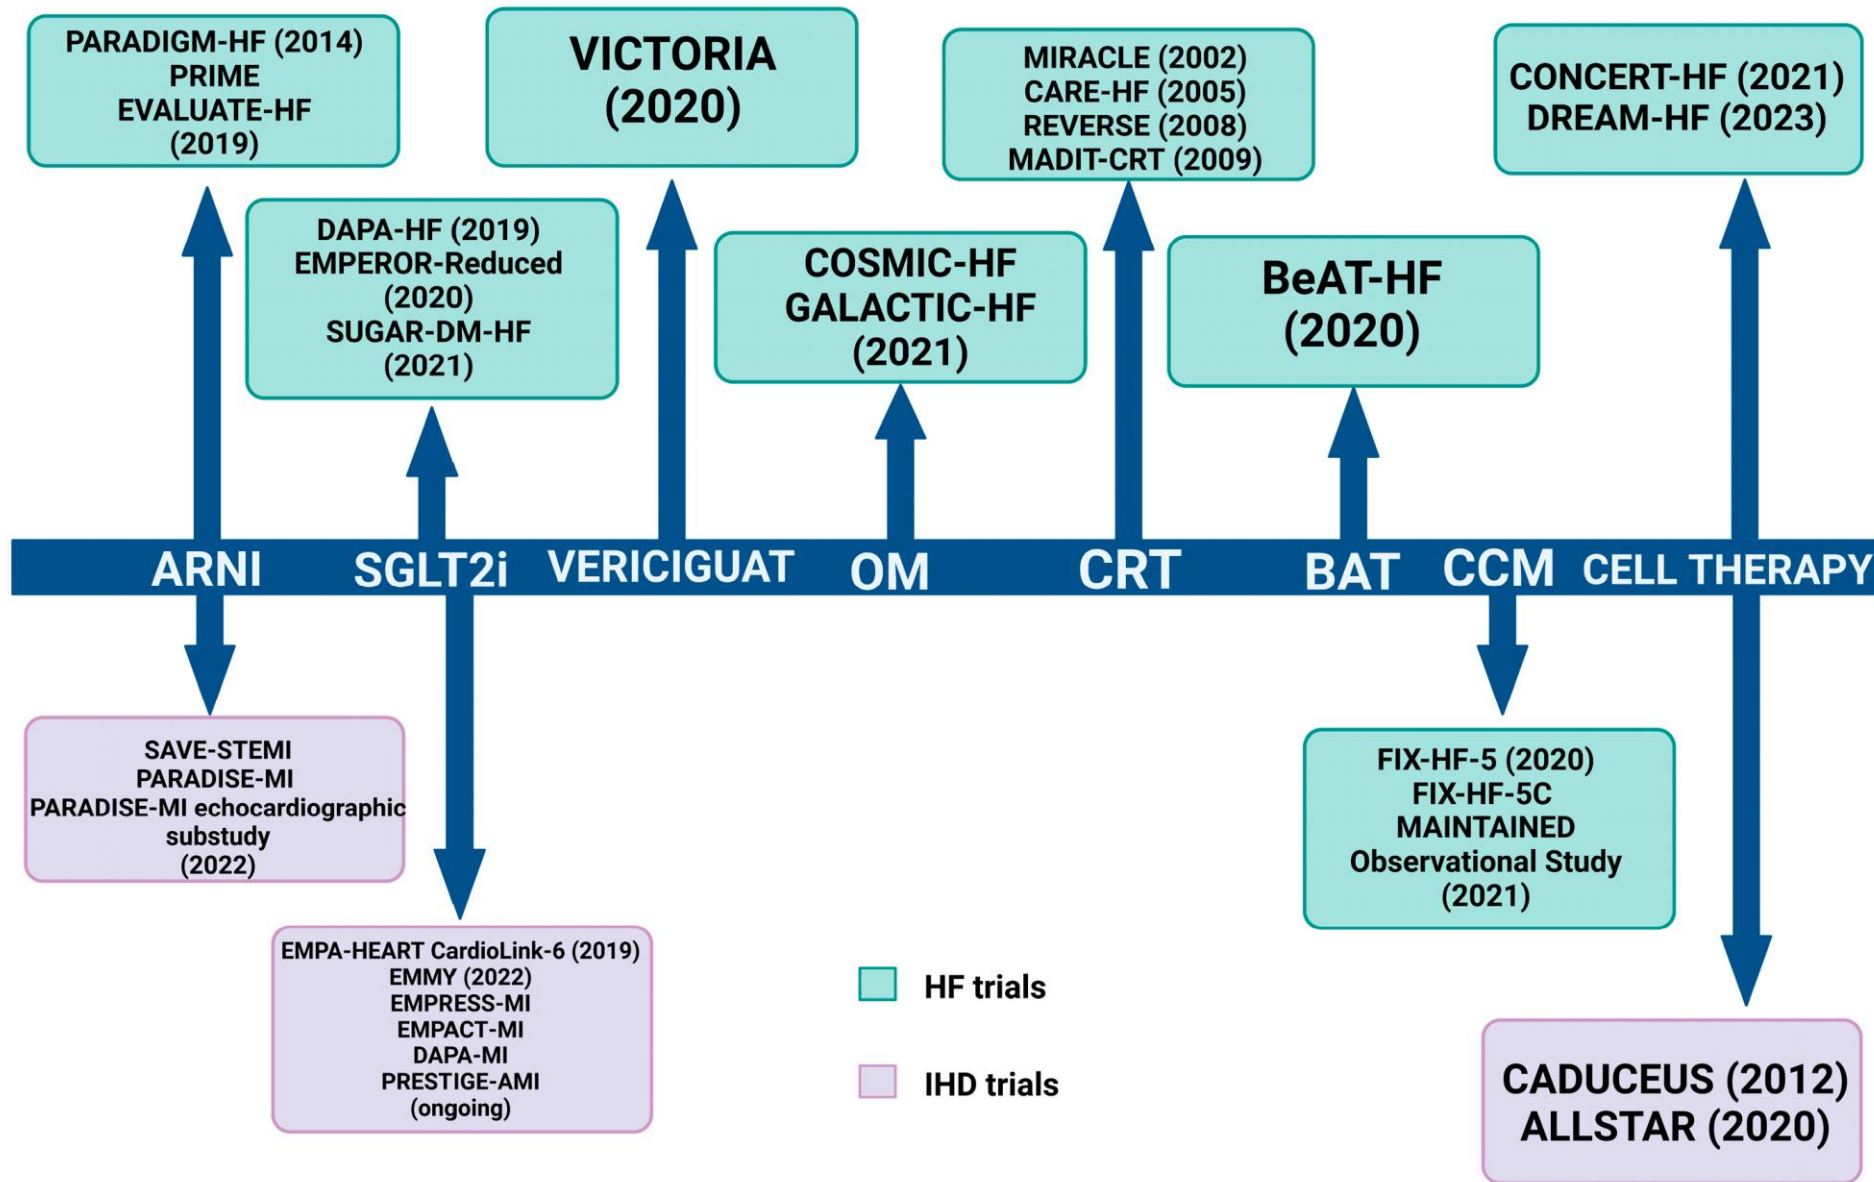 PARADIGM-HF (2014)
PRIME
EVALUATE-HF
(2019)
DAPA-HF (2019)
EMPEROR-Reduced
(2020)
SUGAR-DM-HF
(2021)
VICTORIA
(2020)
COSMIC-HF
GALACTIC-HF
(2021)
MIRACLE (2002)
CARE-HF (2005)
REVERSE (2008)
MADIT-CRT (2009)
BeAT-HF
(2020)
CONCERT-HF (2021)
DREAM-HF (2023)
ARNI
SGLT2i
VERICIGUAT
OM
CRT
BAT
CCM
CELL THERAPY
SAVE-STEMI
PARADISE-MI
PARADISE-MI echocardiographic
substudy
(2022)
EMPA-HEART CardioLink-6 (2019)
EMMY (2022)
EMPRESS-MI
EMPACT-MI
DAPA-MI
PRESTIGE-AMI
(ongoing)
HF trials
IHD trials
FIX-HF-5 (2020)
FIX-HF-5C
MAINTAINED
Observational Study
(2021)
CADUCEUS (2012)
ALLSTAR (2020)